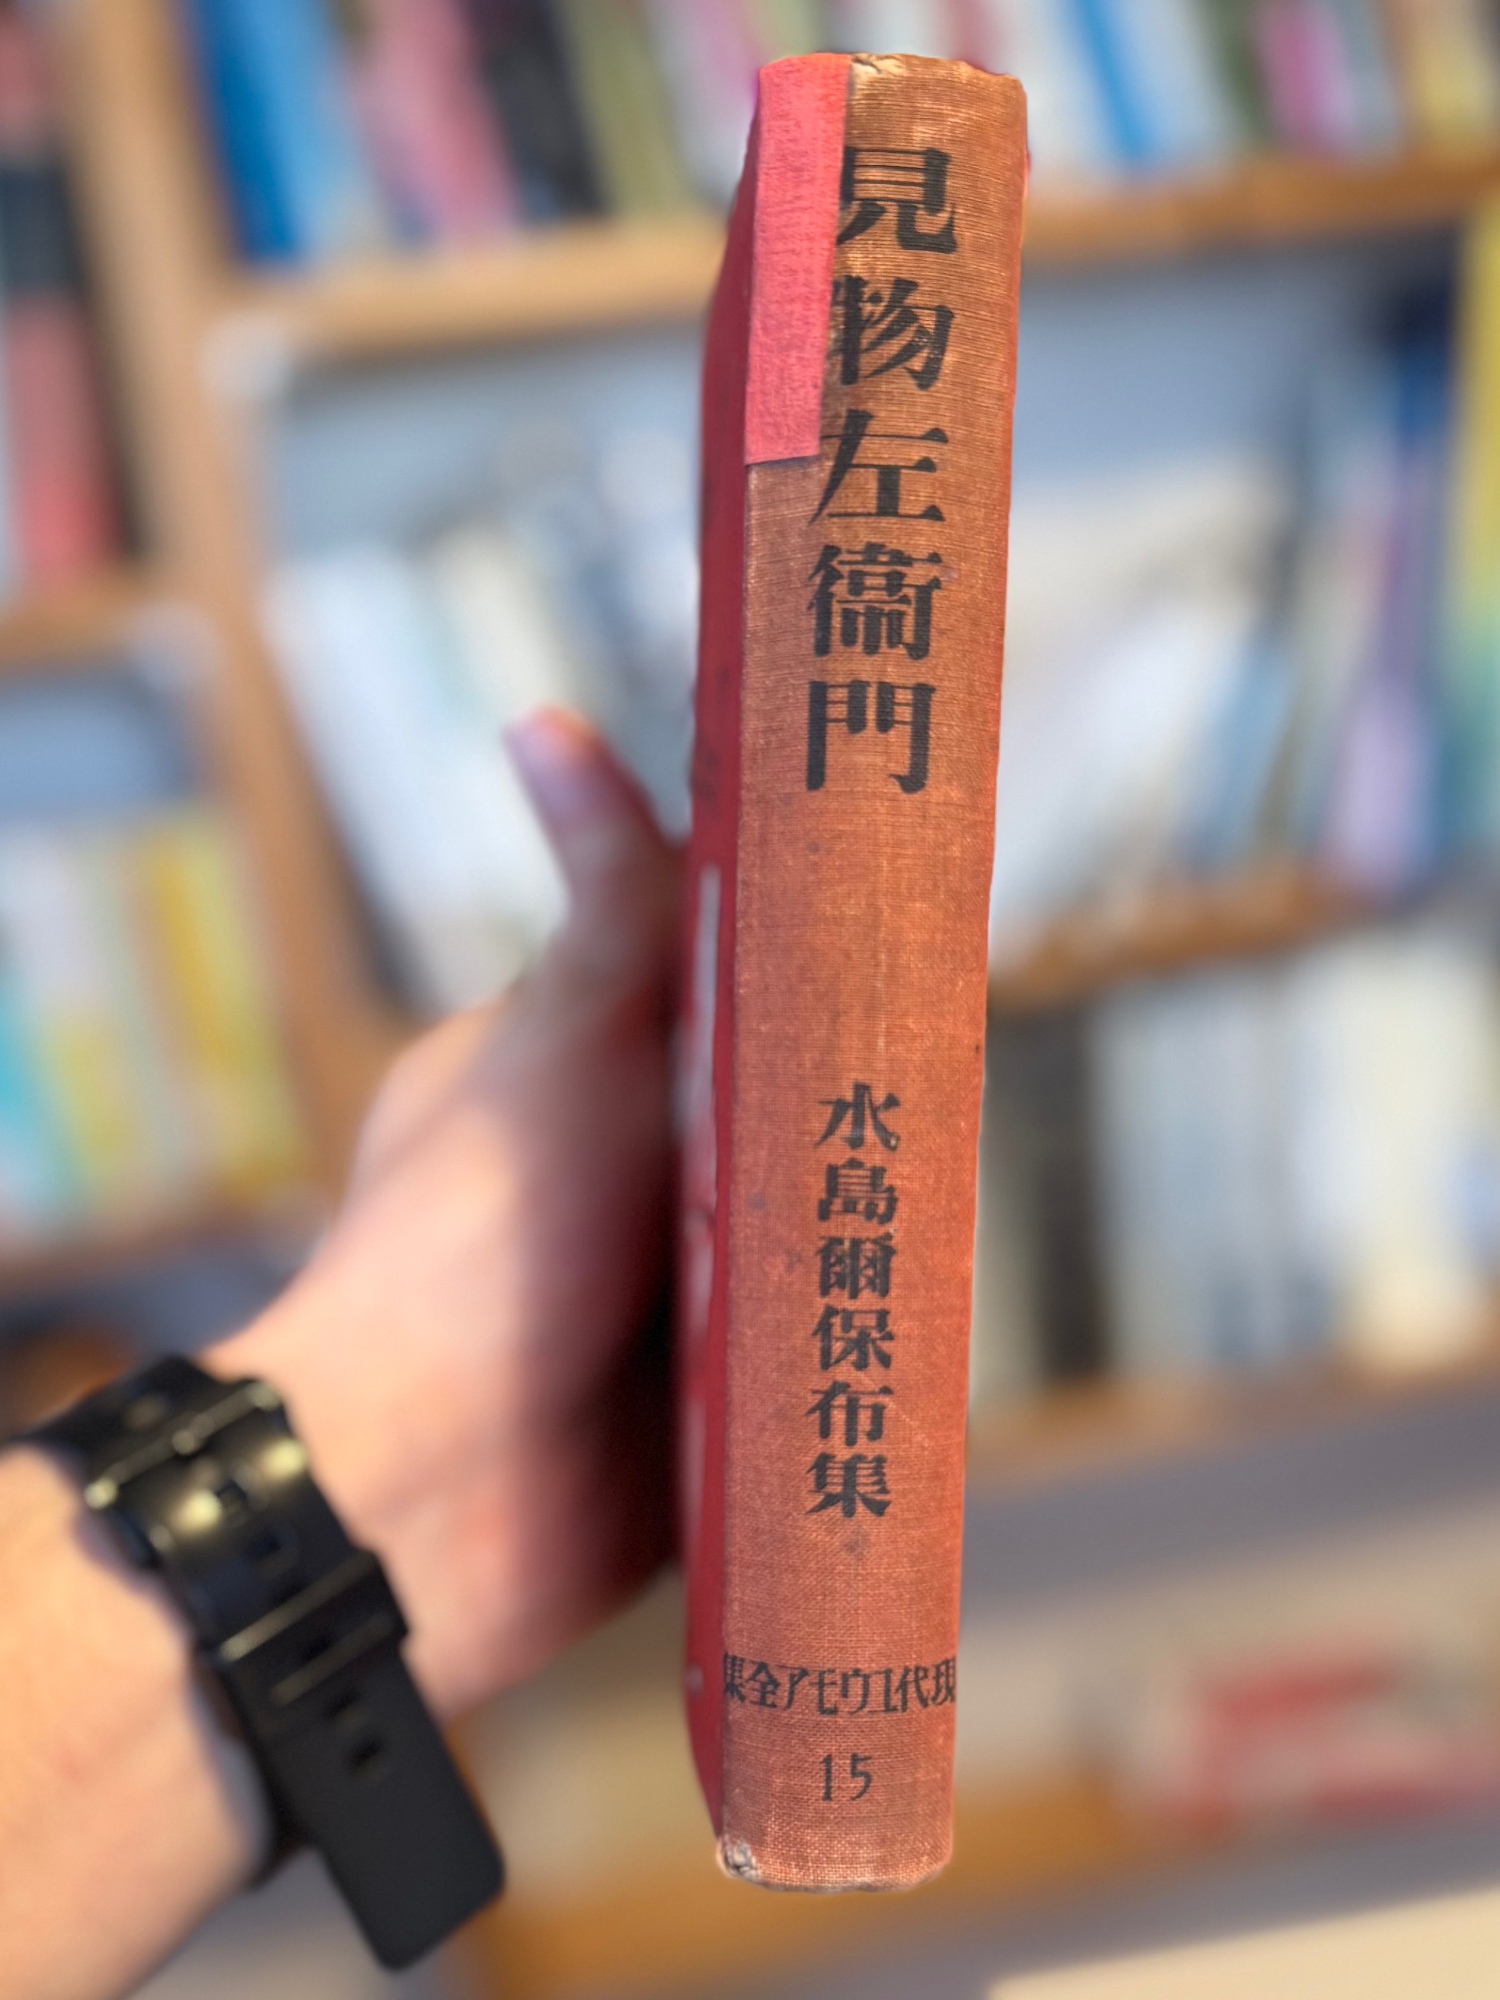 見物左衞門
水島爾保布集
現代ユウモア全集
15